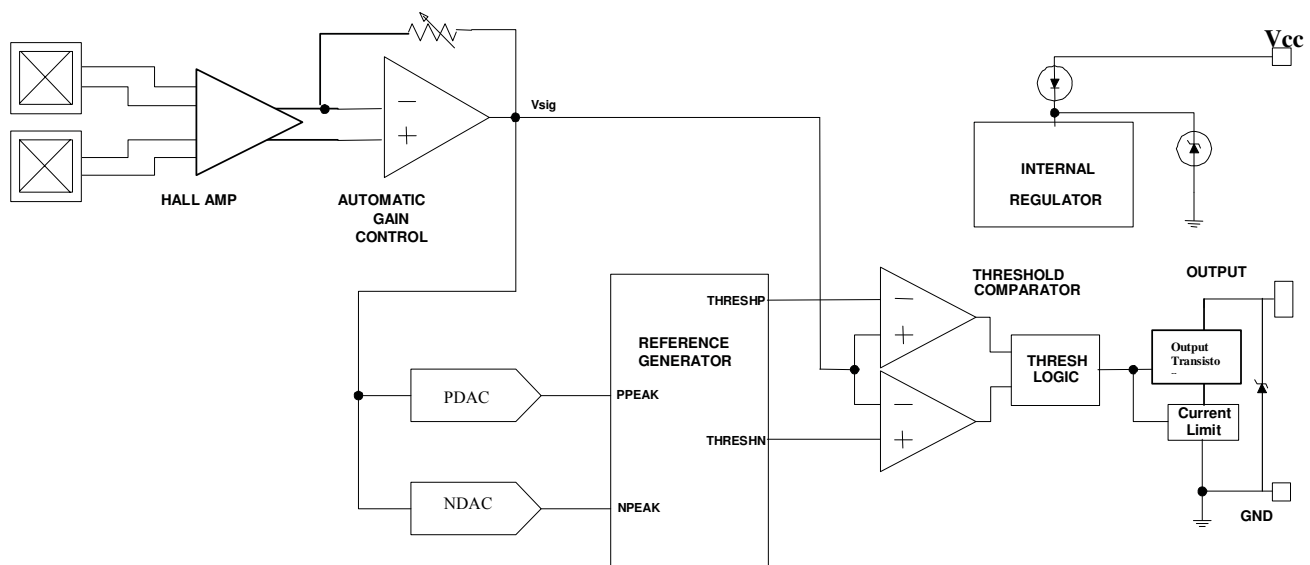 Vcc
Vsig
HALL AMP
AUTOMATIC
GAIN
CONTROL
INTERNAL
REGULATOR
THRESHOLD
COMPARATOR
OUTPUT
THRESHP
REFERENCE
GENERATOR
PPEAK
THRESHN
NPEAK
PDAC
NDAC
THRESH
LOGIC
Output
Transisto
Current
Limit
GND